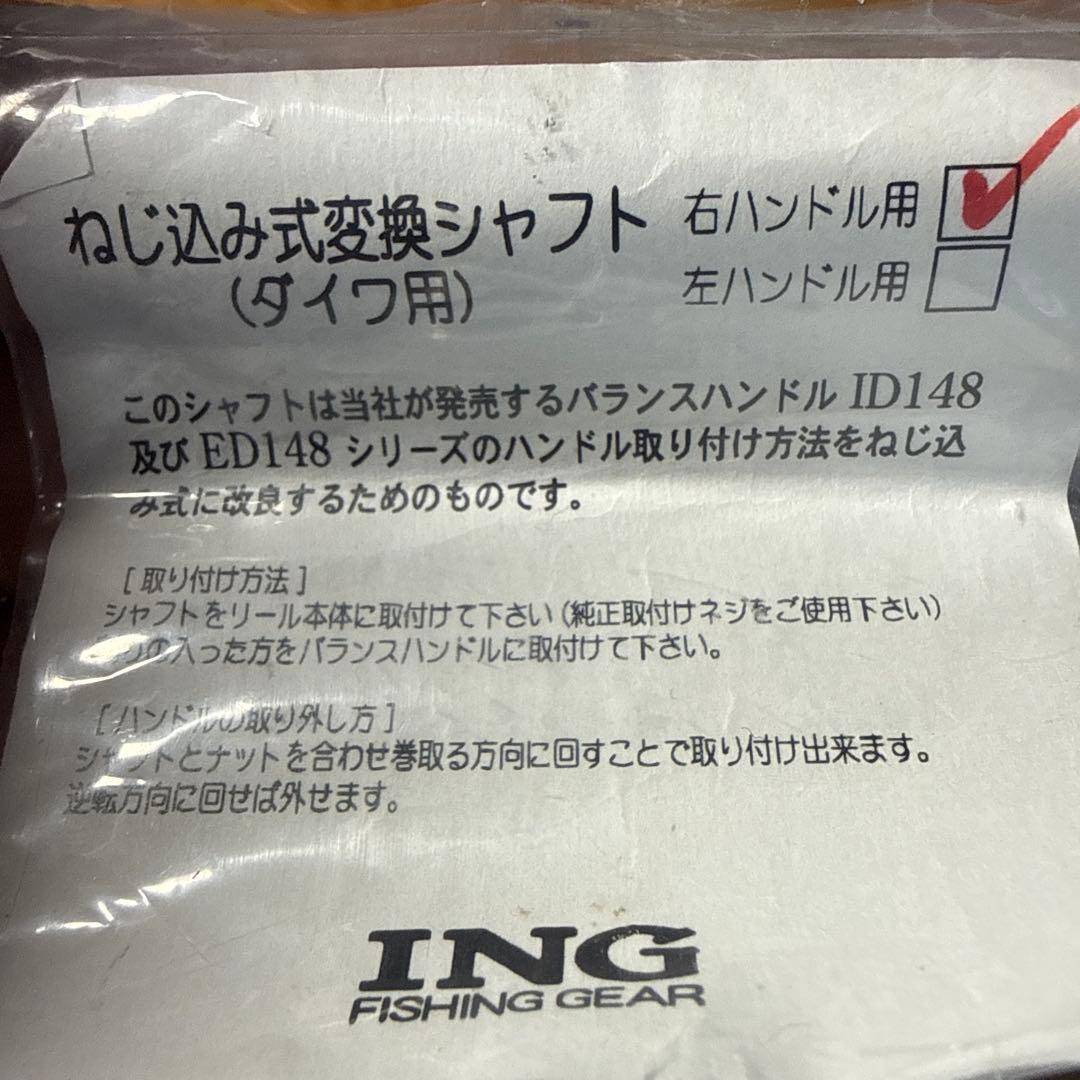 ねじ込み式変換シャフト
(ダイワ用)
右ハンドル用
左ハンドル用
このシャフトは当社が発売するバランスハンドル ID148
及び ED148 シリーズのハンドル取り付け方法をねじ込
み式に改良するためのものです。
[ 取り付け方法 ]
シャフトをリール本体に取付けて下さい (純正取付けネジをご使用下さい)
の入った方をバランスハンドルに取付けて下さい。
[ ハンドルの取り外し方 ]
シャフトとナットを合わせ巻取る方向に回すことで取り付け出来ます。
逆転方向に回せば外せます。
ING
FISHING GEAR